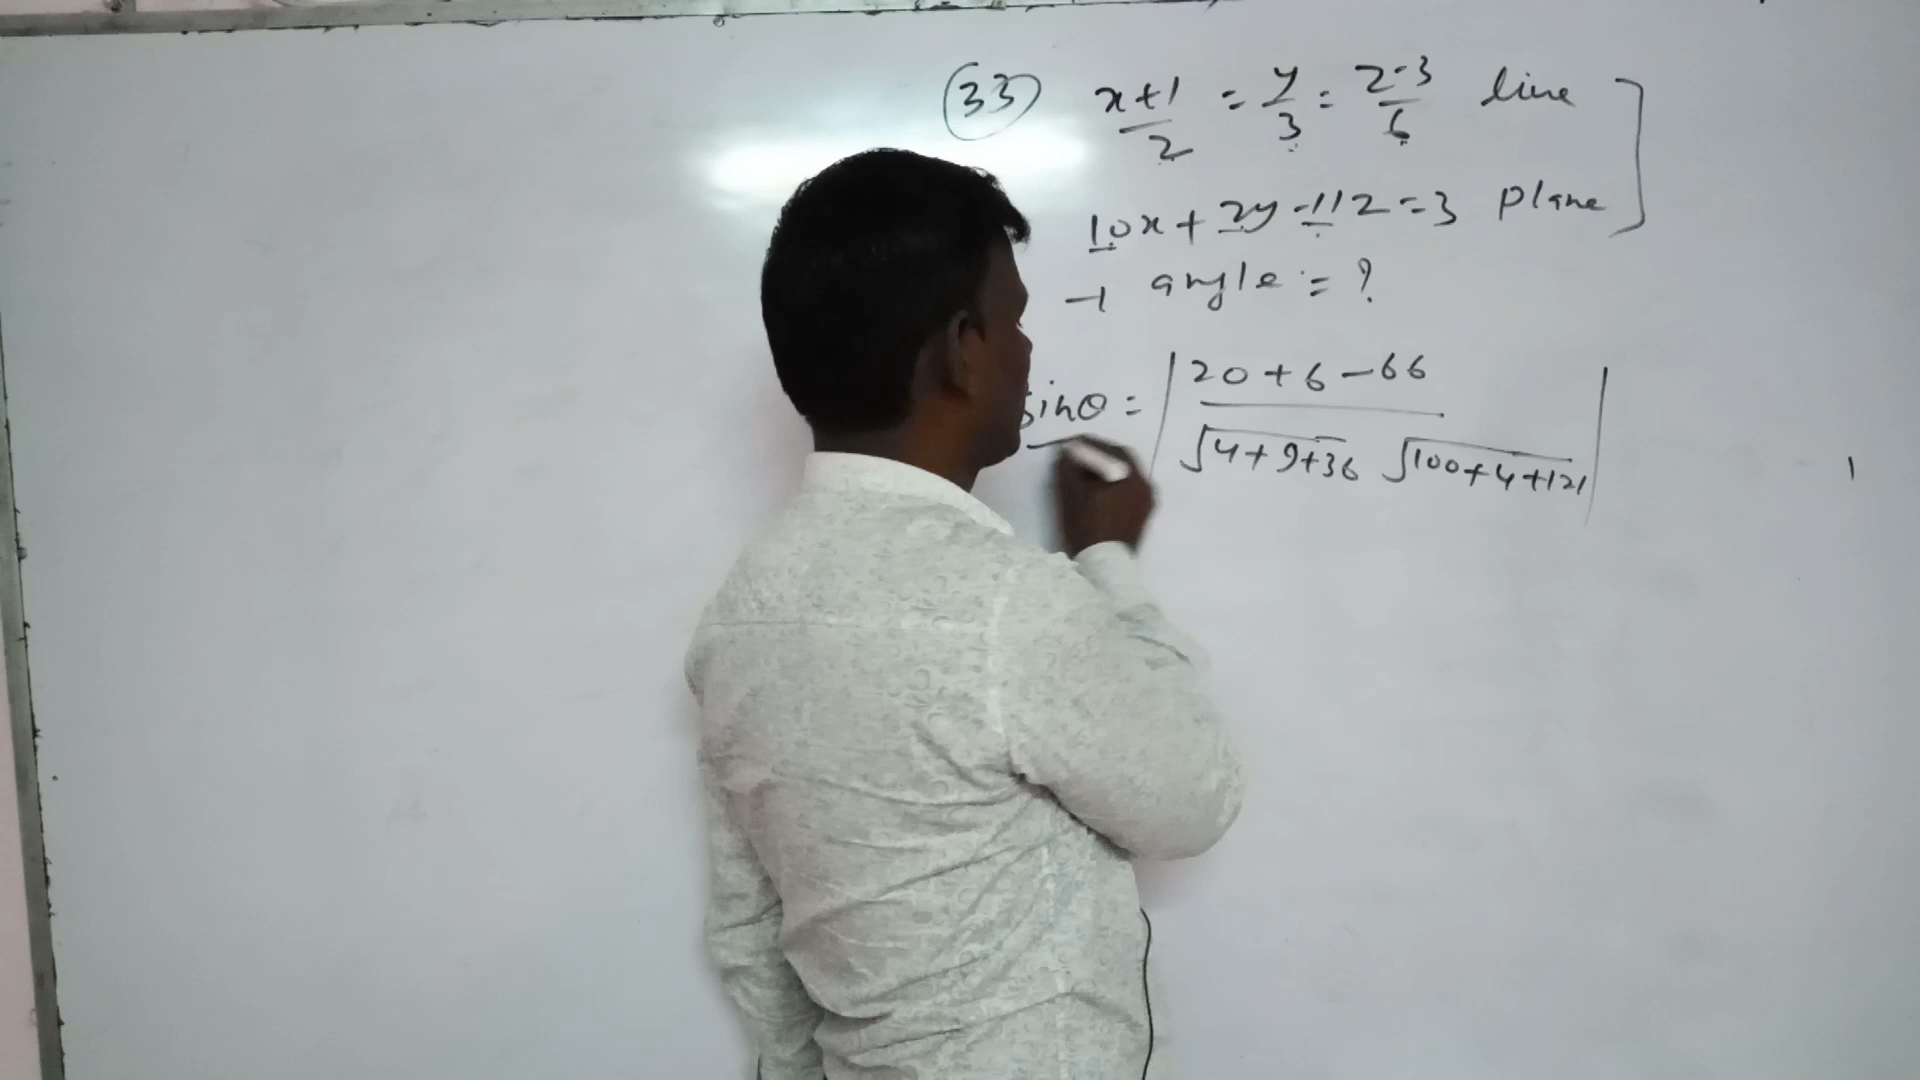 (33) x+1/2 = y/3 = z-3/6 line
10x+2y-11z=3 plane
→ angle = ?
sinθ = | 20+6-66 / √4+9+36 √100+4+121 |